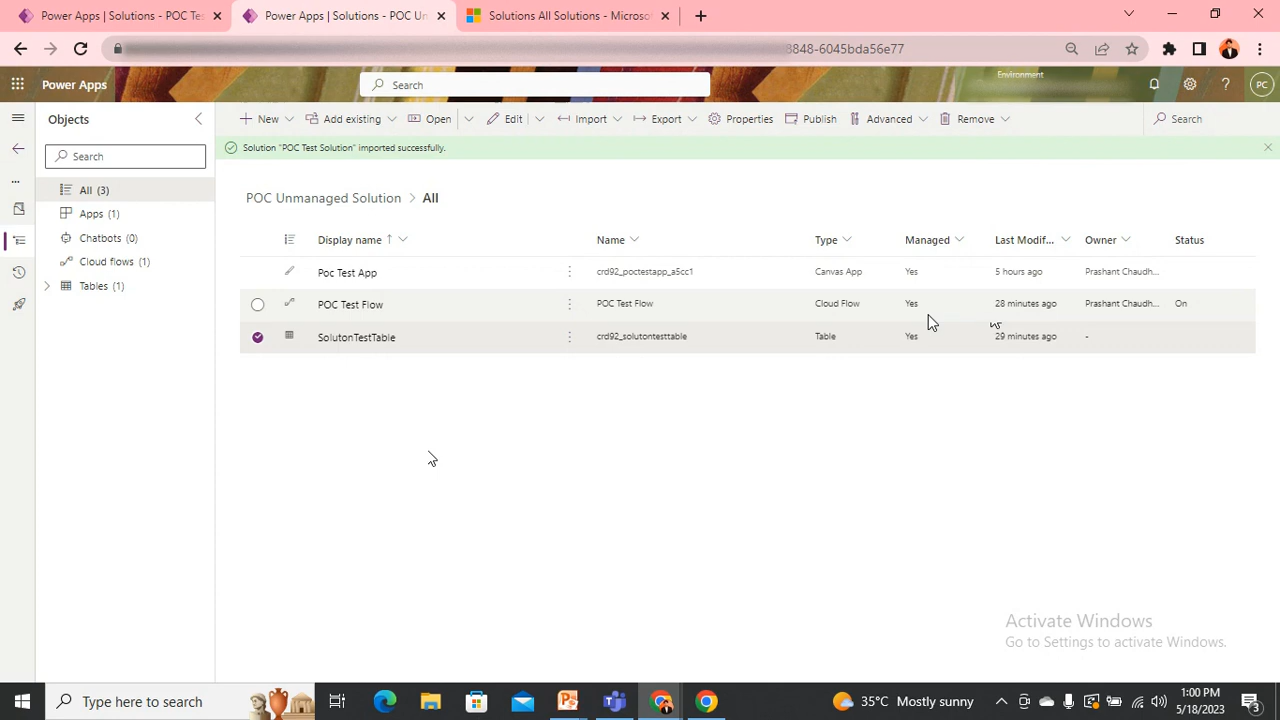 Power Apps | Solutions - POC Tes
Power Apps | Solutions - POC Un
Solutions All Solutions - Microso
8848-6045bda56e77
Power Apps
Search
Environment
PC
Objects
New
Add existing
Open
Edit
Import
Export
Properties
Publish
Advanced
Remove
Search
Solution "POC Test Solution" imported successfully.
Search
All (3)
Apps (1)
Chatbots (0)
Cloud flows (1)
Tables (1)
POC Unmanaged Solution > All
Display name ↑ Name Type Managed Last Modif... Owner Status
Poc Test App crd92_poctestapp_a5cc1 Canvas App Yes 5 hours ago Prashant Chaudh...
POC Test Flow POC Test Flow Cloud Flow Yes 28 minutes ago Prashant Chaudh... On
SolutonTestTable crd92_solutontesttable Table Yes 29 minutes ago -
Activate Windows
Go to Settings to activate Windows.
Type here to search
35°C Mostly sunny
1:00 PM
5/18/2023
3